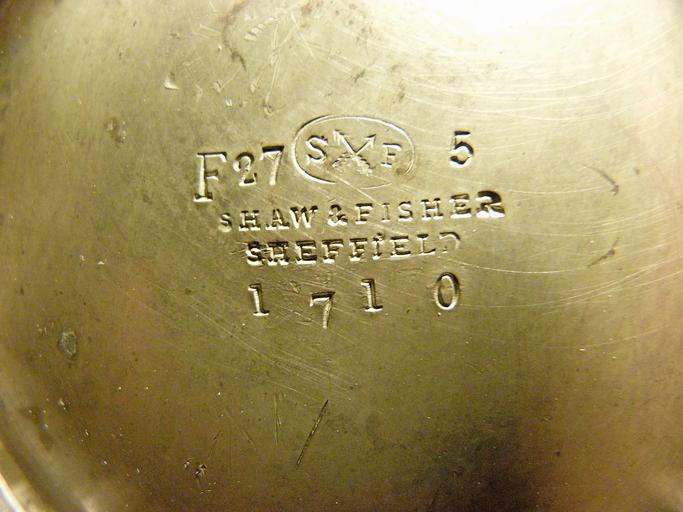 F27 S F 5
SHAW & FISHER
SHEFFIELD
1710